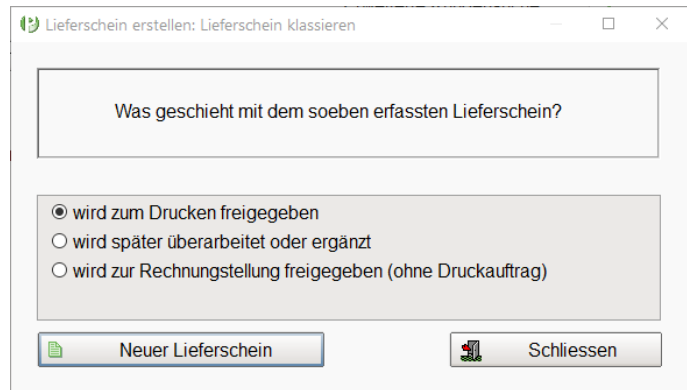 Lieferschein erstellen: Lieferschein klassieren
Was geschieht mit dem soeben erfassten Lieferschein?
wird zum Drucken freigegeben
wird später überarbeitet oder ergänzt
wird zur Rechnungstellung freigegeben (ohne Druckauftrag)
Neuer Lieferschein
Schliessen